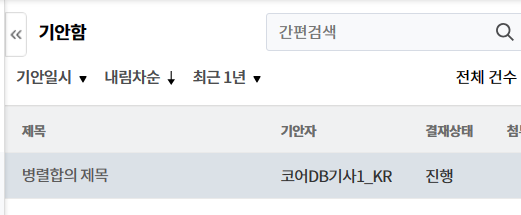 기안함
간편검색
기안일시 내림차순 최근 1년 전체 건수
제목 기안자 결재상태 첨부
병렬합의 제목 코어DB기사1_KR 진행